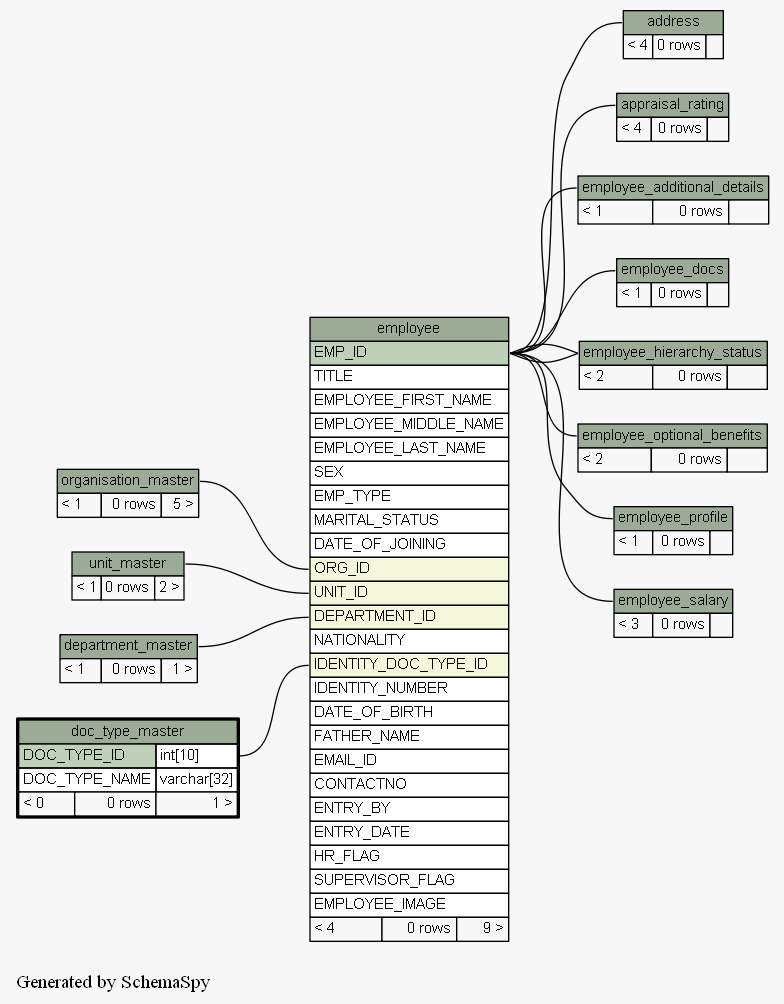 address
< 4 0 rows
appraisal_rating
< 4 0 rows
employee_additional_details
< 1 0 rows
employee_docs
< 1 0 rows
employee_hierarchy_status
< 2 0 rows
employee_optional_benefits
< 2 0 rows
employee_profile
< 1 0 rows
employee_salary
< 3 0 rows
employee
EMP_ID
TITLE
EMPLOYEE_FIRST_NAME
EMPLOYEE_MIDDLE_NAME
EMPLOYEE_LAST_NAME
SEX
EMP_TYPE
MARITAL_STATUS
DATE_OF_JOINING
ORG_ID
UNIT_ID
DEPARTMENT_ID
NATIONALITY
IDENTITY_DOC_TYPE_ID
IDENTITY_NUMBER
DATE_OF_BIRTH
FATHER_NAME
EMAIL_ID
CONTACTNO
ENTRY_BY
ENTRY_DATE
HR_FLAG
SUPERVISOR_FLAG
EMPLOYEE_IMAGE
< 4 0 rows 9 >
organisation_master
< 1 0 rows 5 >
unit_master
< 1 0 rows 2 >
department_master
< 1 0 rows 1 >
doc_type_master
DOC_TYPE_ID int[10]
DOC_TYPE_NAME varchar[32]
< 0 0 rows 1 >
Generated by SchemaSpy